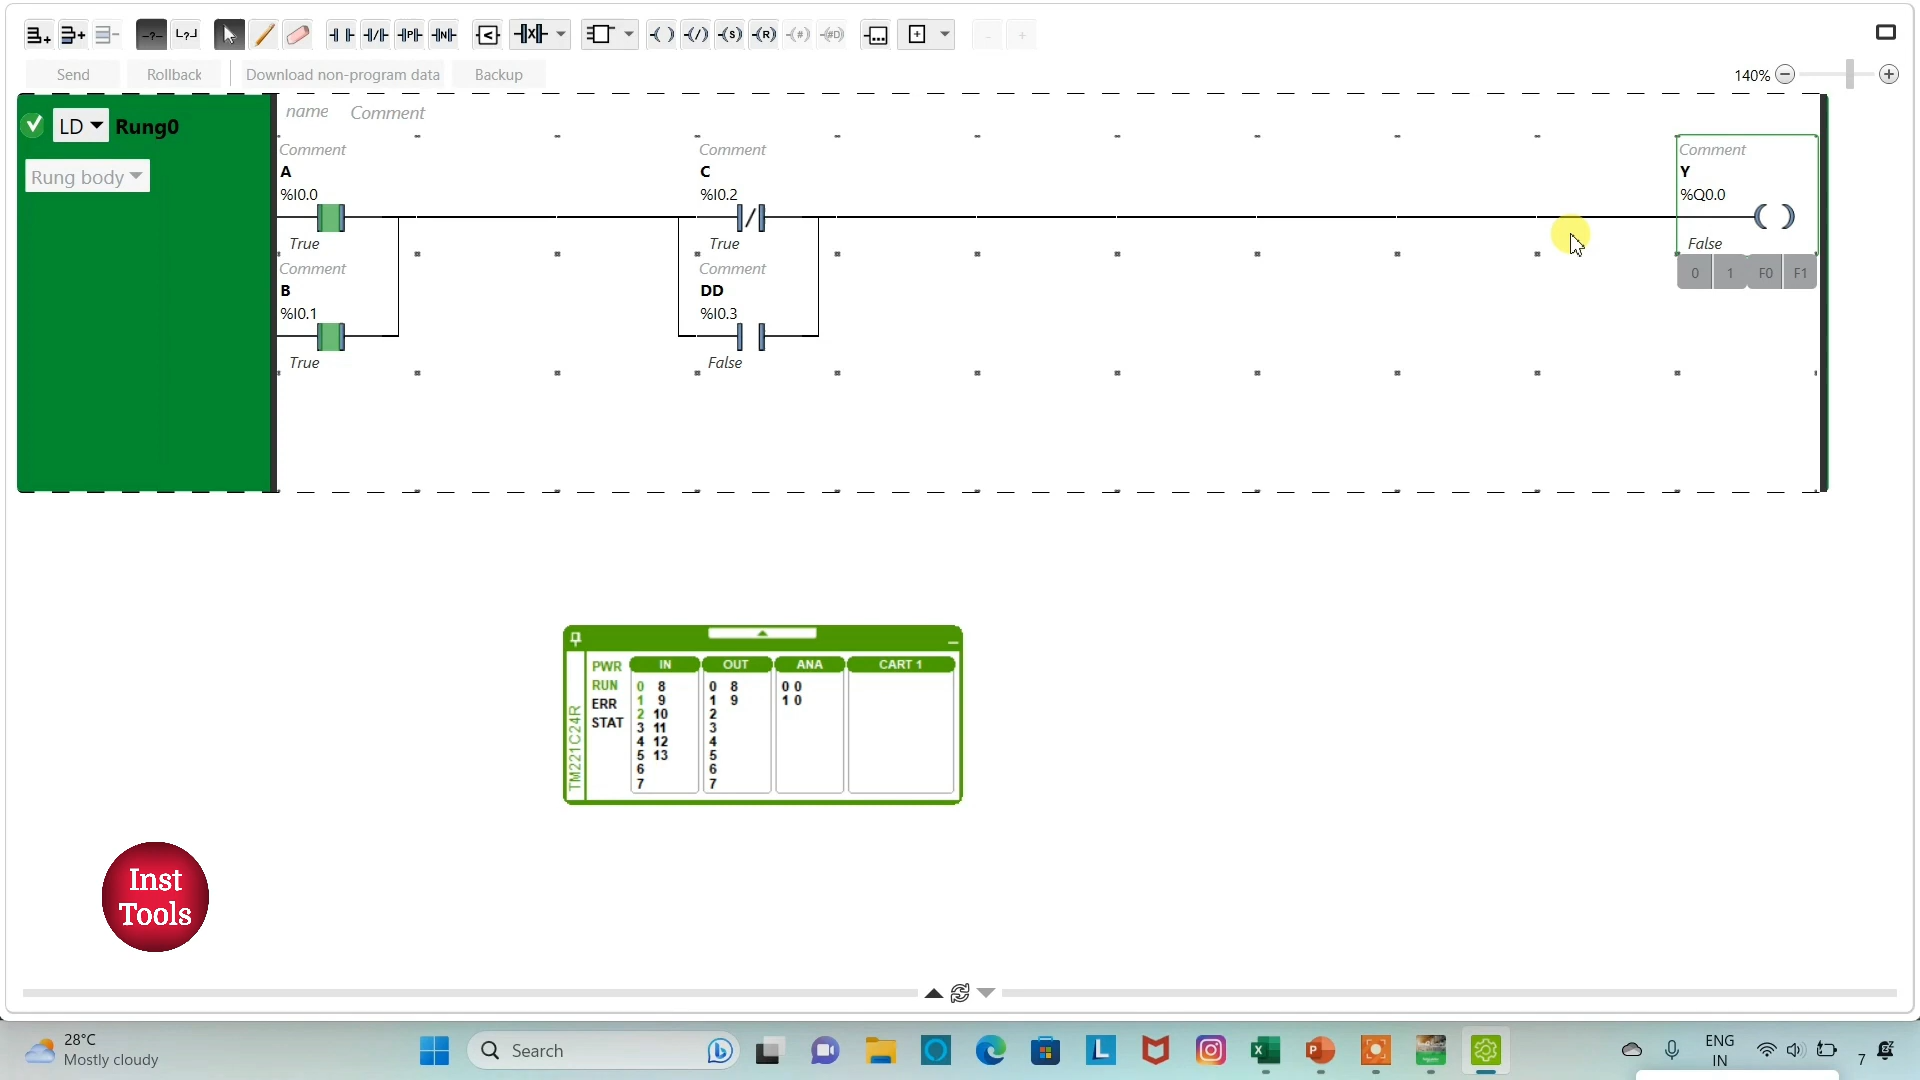 Send Rollback Download non-program data Backup 140%
LD Rung0
name Comment
Rung body
Comment
A
%I0.0
True
Comment
B
%I0.1
True
Comment
C
%I0.2
True
Comment
DD
%I0.3
False
Comment
Y
%Q0.0
False
0 1 F0 F1
TM221C24R
PWR
RUN
ERR
STAT
IN OUT ANA CART 1
0 8 0 8 0 0
1 9 1 9 1 0
2 10 2
3 11 3
4 12 4
5 13 5
6 6
7 7
Inst
Tools
28°C
Mostly cloudy
Search
ENG
IN
7